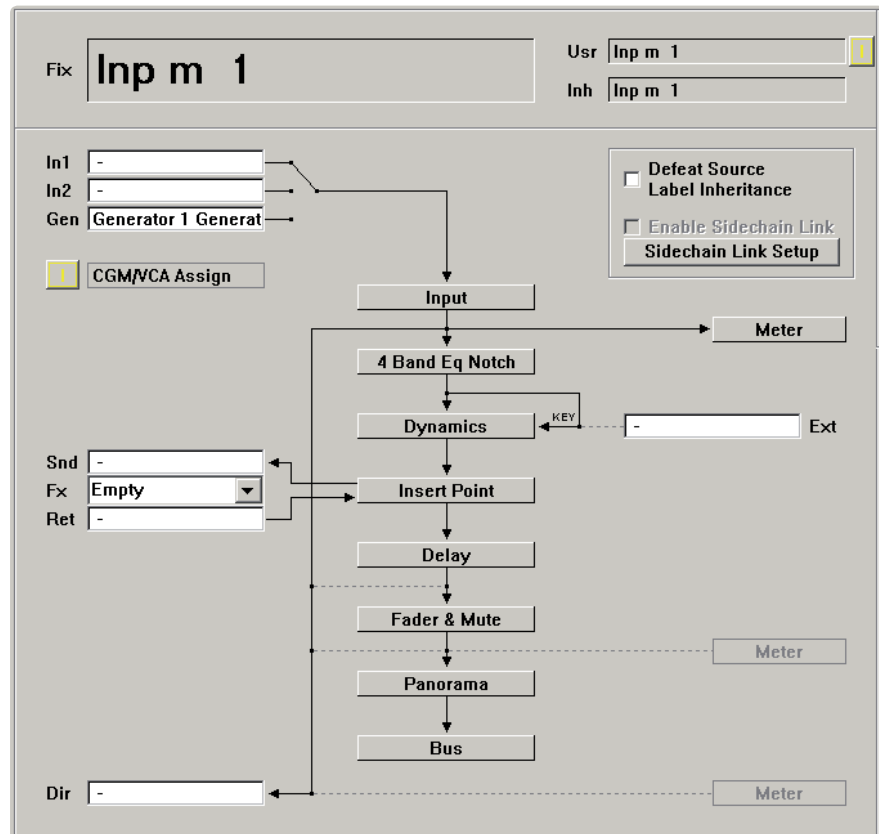 Fix Inp m 1
Usr Inp m 1
Inh Inp m 1
In1 -
In2 -
Gen Generator 1 Generat
Defeat Source
Label Inheritance
Enable Sidechain Link
Sidechain Link Setup
CGM/VCA Assign
Input
Meter
4 Band Eq Notch
Dynamics
KEY
- Ext
Snd -
Fx Empty
Ret -
Insert Point
Delay
Fader & Mute
Meter
Panorama
Bus
Dir -
Meter